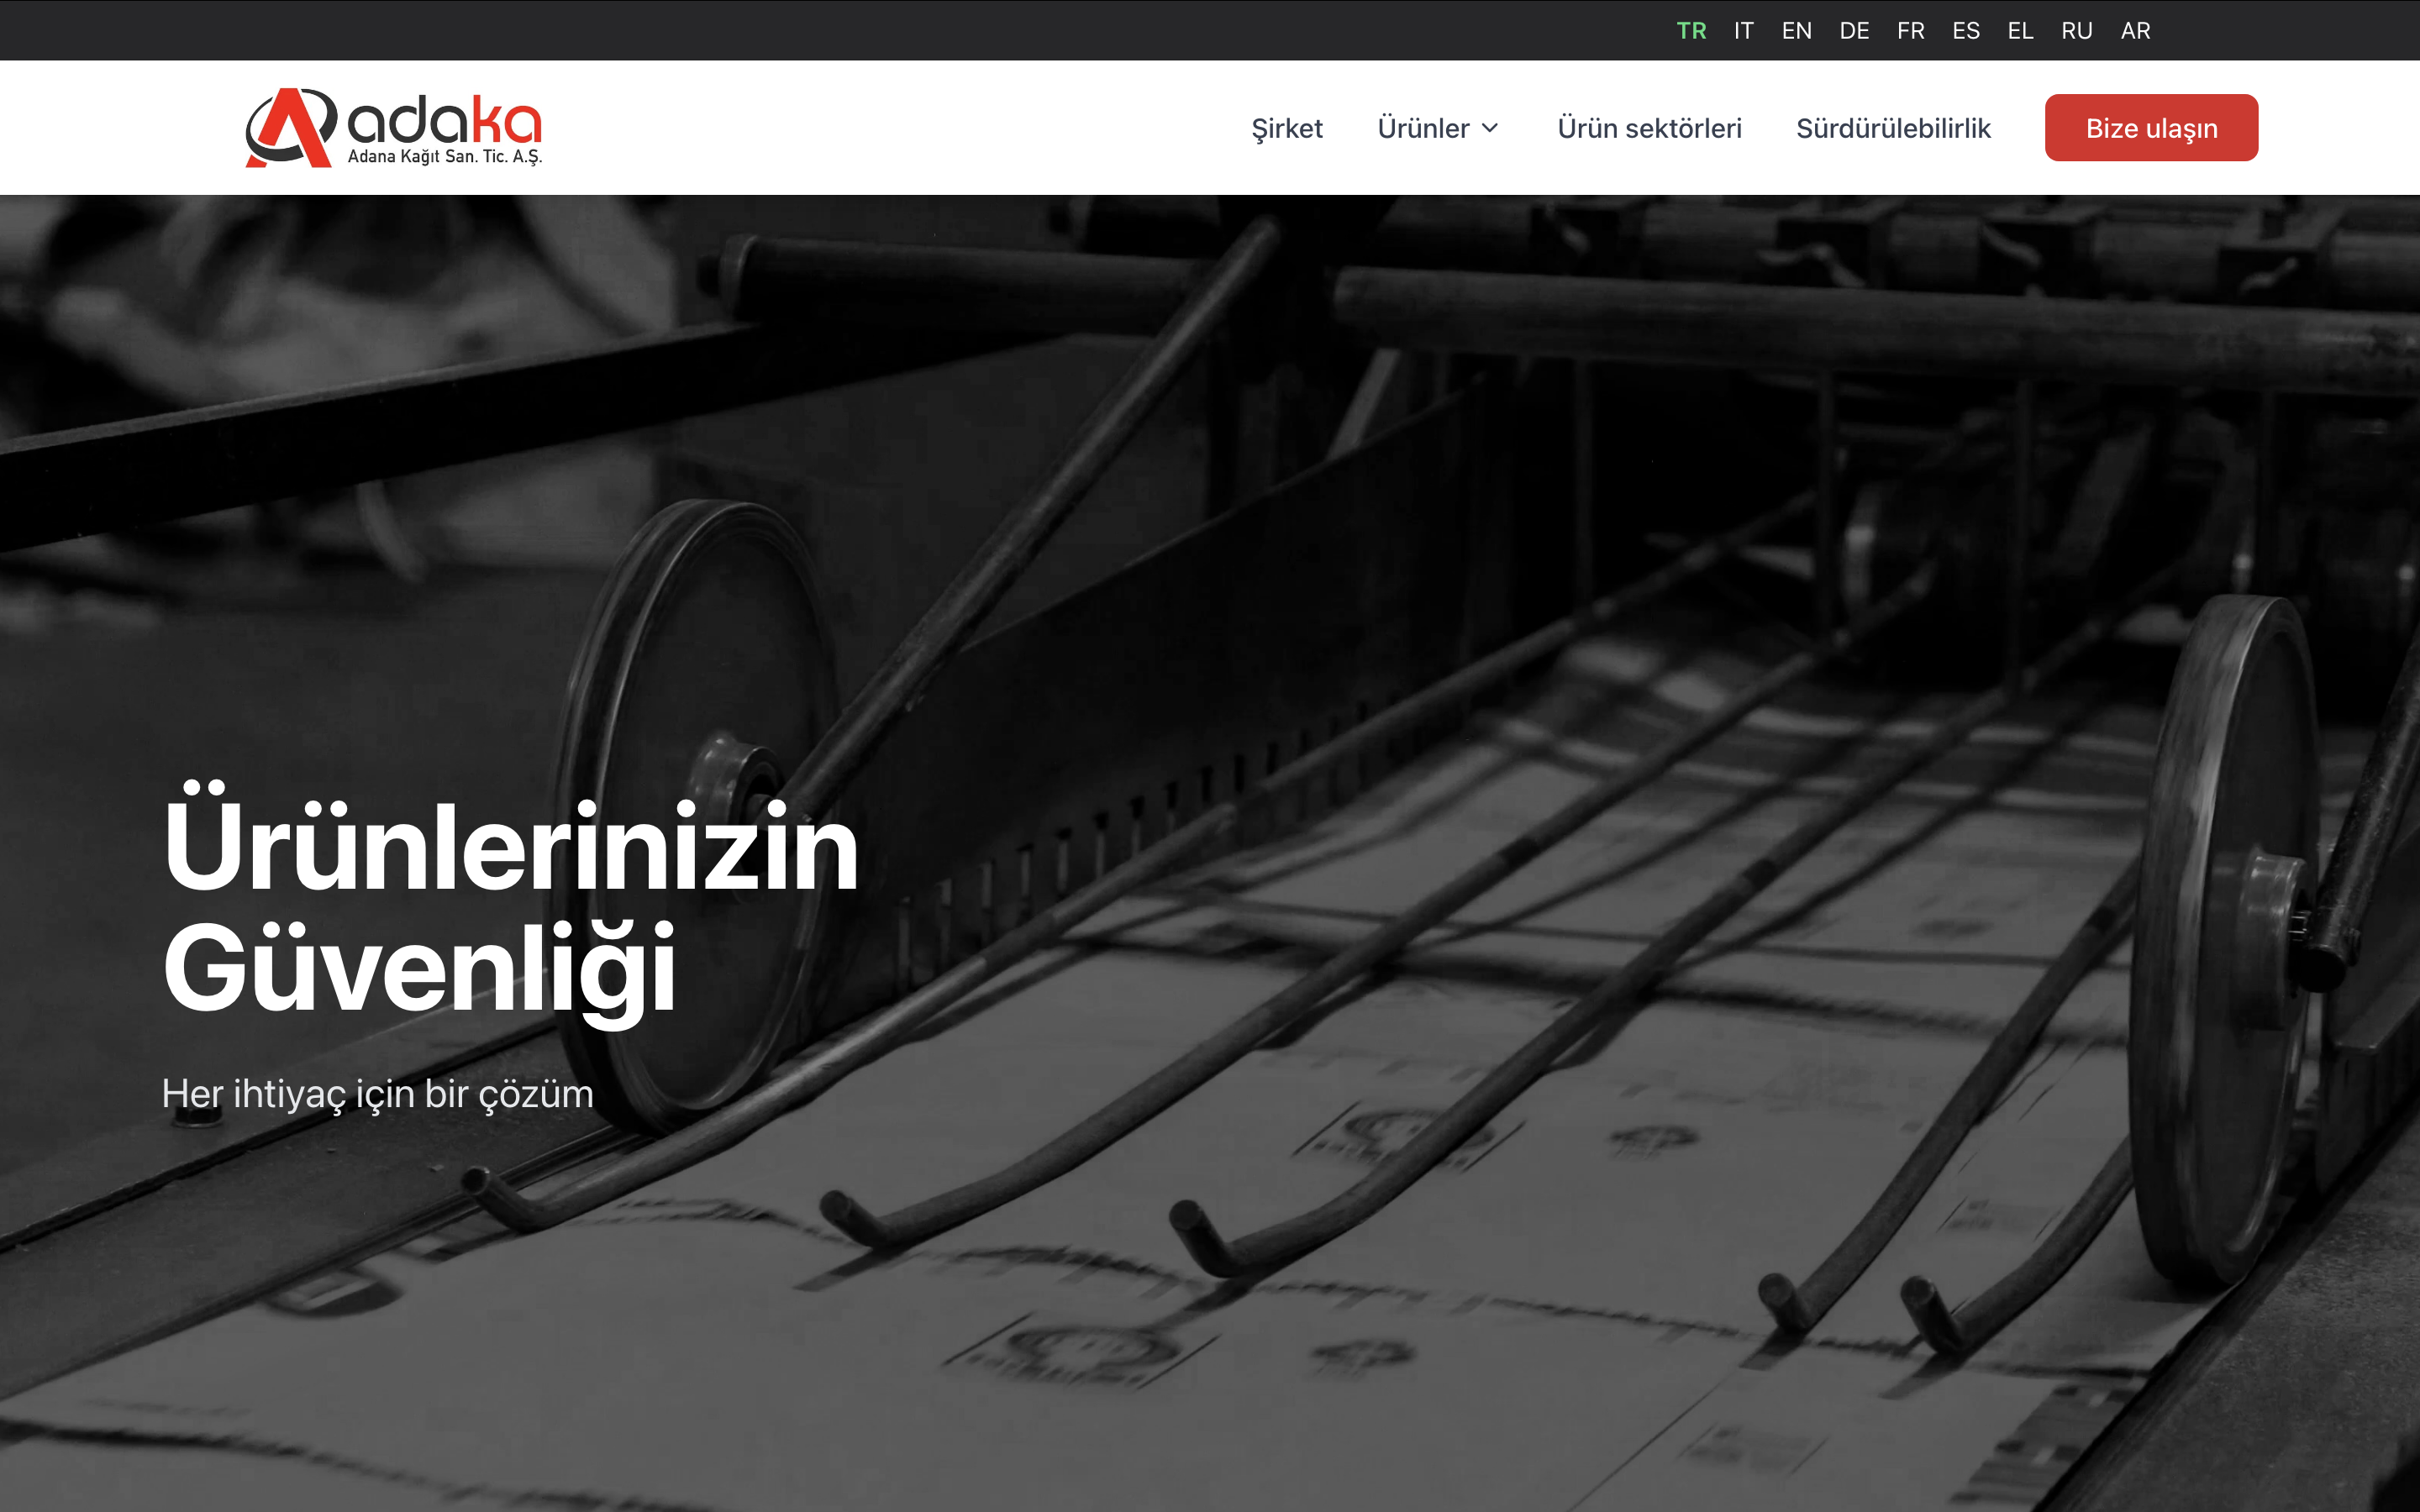 TR IT EN DE FR ES EL RU AR
adaka
Adana Kağıt San. Tic. A.Ş.
Şirket Ürünler Ürün sektörleri Sürdürülebilirlik Bize ulaşın
Ürünlerinizin
Güvenliği
Her ihtiyaç için bir çözüm